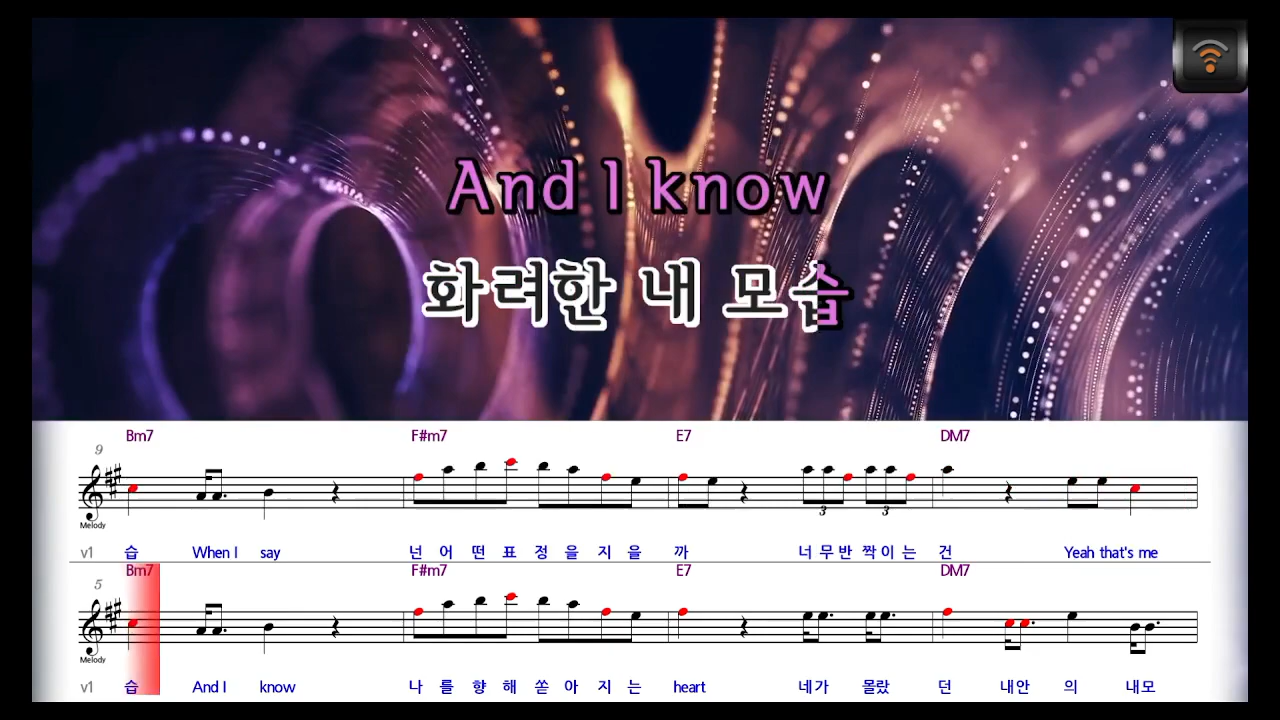 And I know
화려한 내 모습
Bm7 F#m7 E7 DM7
9
Melody
3 3
v1 습 When I say 넌 어 떤 표 정 을 지 을 까 너 무 반 짝 이 는 건 Yeah that's me
Bm7 F#m7 E7 DM7
5
Melody
v1 습 And I know 나 를 향 해 쏟 아 지 는 heart 네가 몰랐 던 내안 의 내모